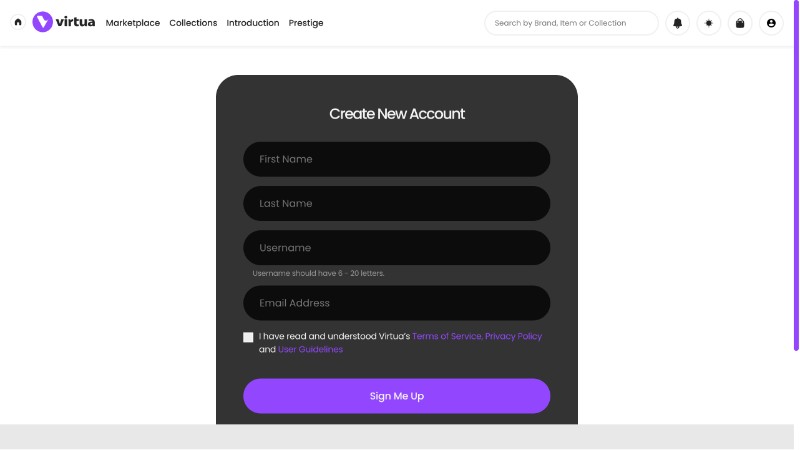 virtua Marketplace Collections Introduction Prestige Search by Brand, Item or Collection
Create New Account
First Name
Last Name
Username
Username should have 6 - 20 letters.
Email Address
I have read and understood Virtua's Terms of Service, Privacy Policy
and User Guidelines
Sign Me Up